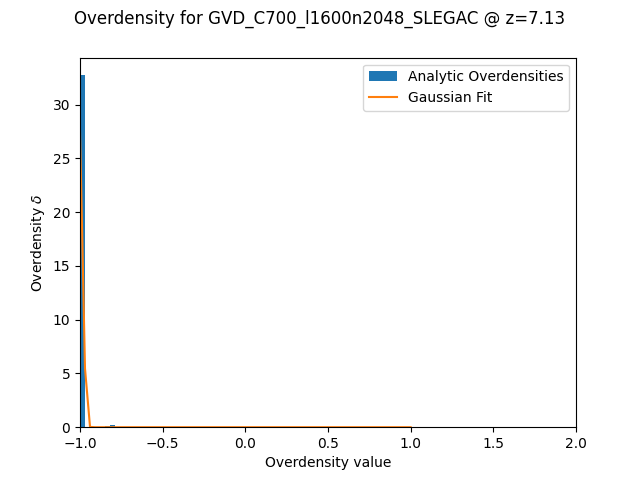 Overdensity for GVD_C700_l1600n2048_SLEGAC @ z=7.13
Analytic Overdensities
Gaussian Fit
30
25
20
15
10
5
0
Overdensity δ
−1.0 −0.5 0.0 0.5 1.0 1.5 2.0
Overdensity value